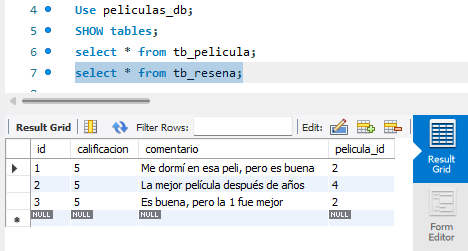 4 Use peliculas_db;
5 SHOW tables;
6 select * from tb_pelicula;
7 select * from tb_resena;
Result Grid Filter Rows: Edit:
id calificacion comentario pelicula_id
1 5 Me dormí en esa peli, pero es buena 2
2 5 La mejor película después de años 4
3 5 Es buena, pero la 1 fue mejor 2
NULL NULL NULL NULL
Result
Grid
Form
Editor